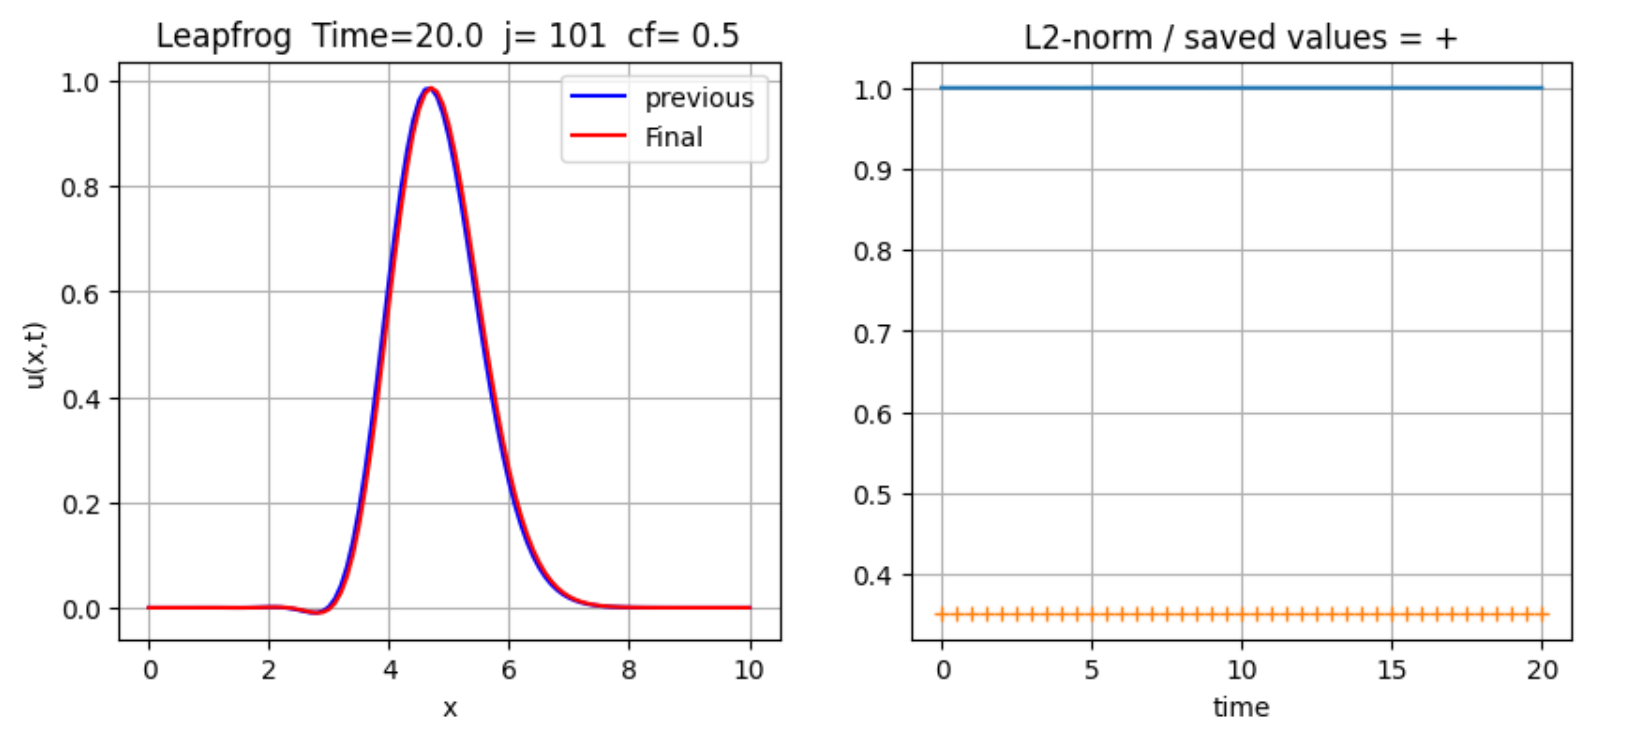 Leapfrog  Time=20.0  j= 101  cf= 0.5
1.0
0.8
0.6
0.4
0.2
0.0
u(x,t)
previous
Final
0 2 4 6 8 10
x
L2-norm / saved values = +
1.0
0.9
0.8
0.7
0.6
0.5
0.4
0 5 10 15 20
time